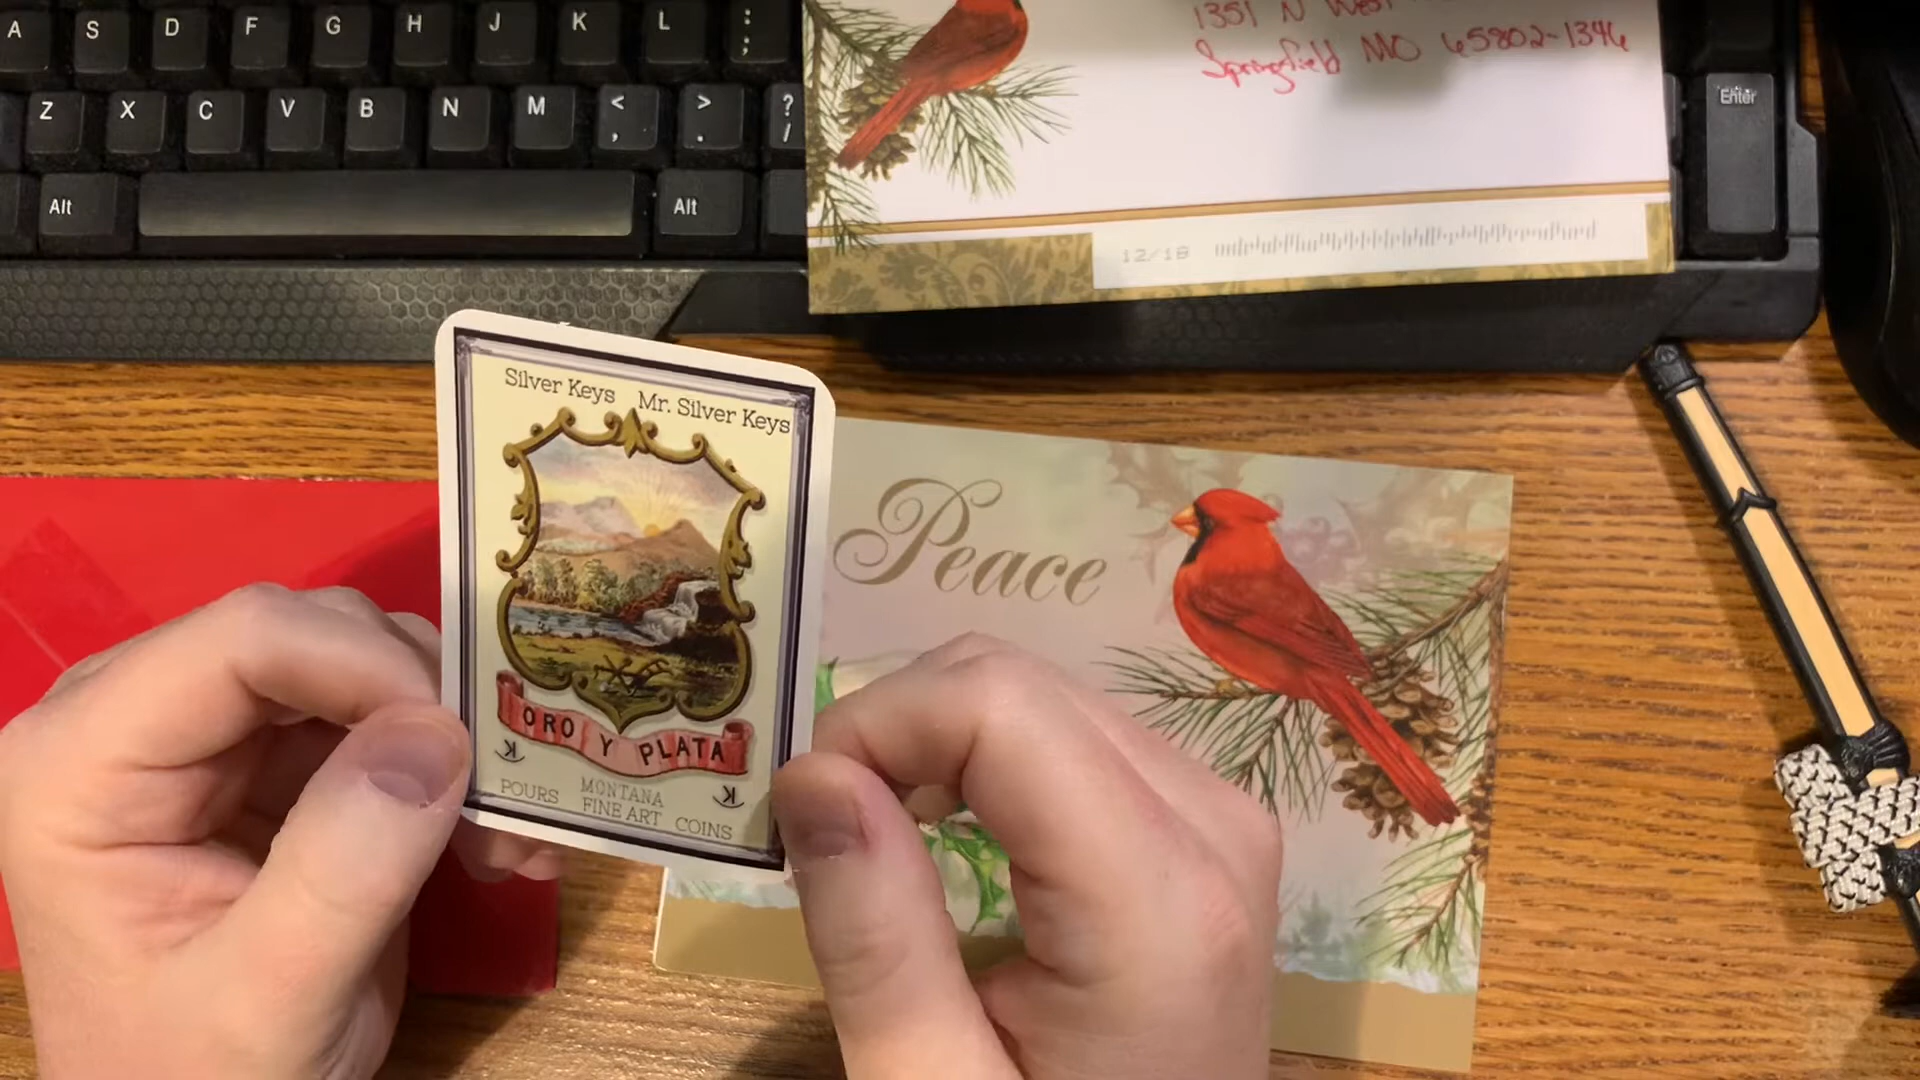 A S D F G H J K L : ;
Z X C V B N M < , > . ? /
Alt Alt
Enter
1351 N West
Springfield MO 65802-1346
12/18
Silver Keys Mr. Silver Keys
ORO Y PLATA
K K
POURS MONTANA FINE ART COINS
Peace